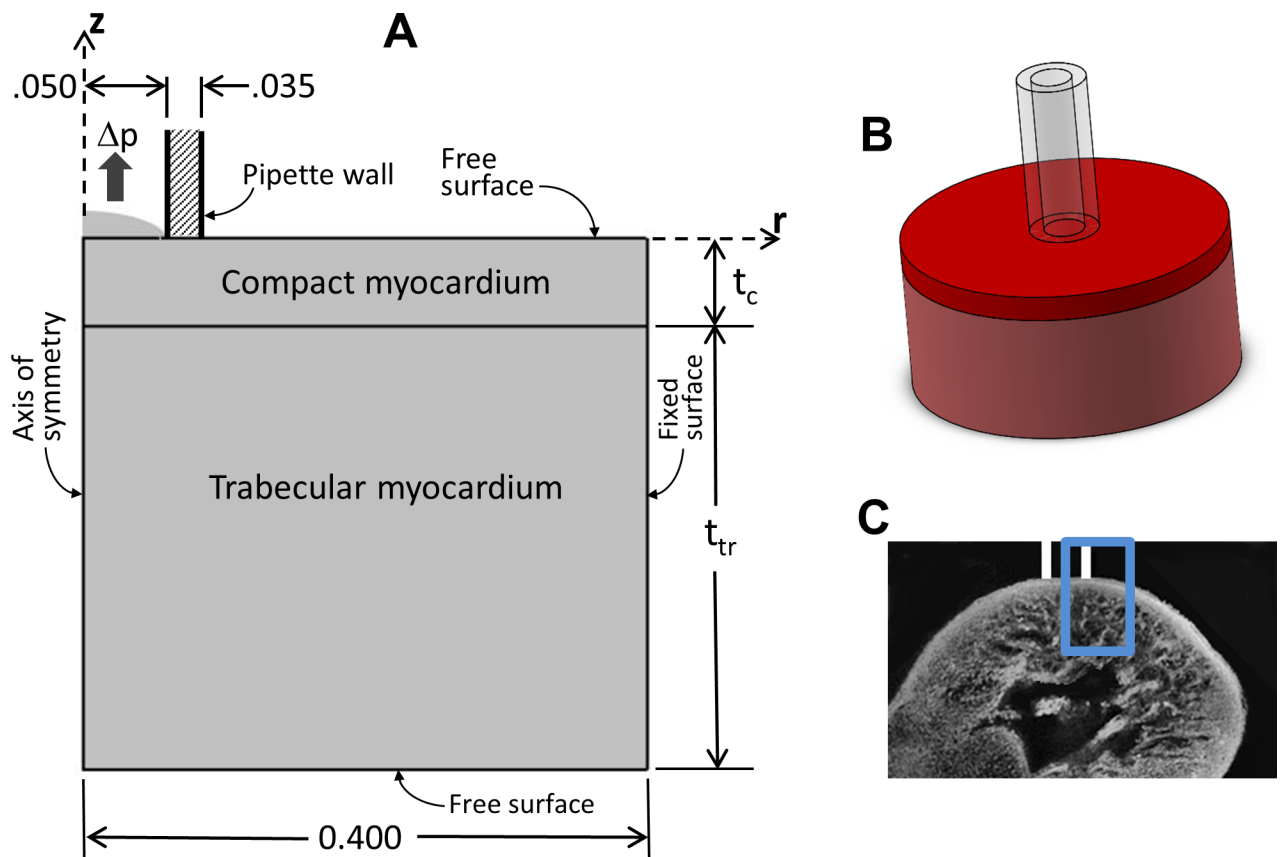 z
A
.050
.035
Δp
Pipette wall
Free
surface
r
Compact myocardium
t_c
Axis of
symmetry
Fixed
surface
Trabecular myocardium
t_tr
Free surface
0.400
B
C